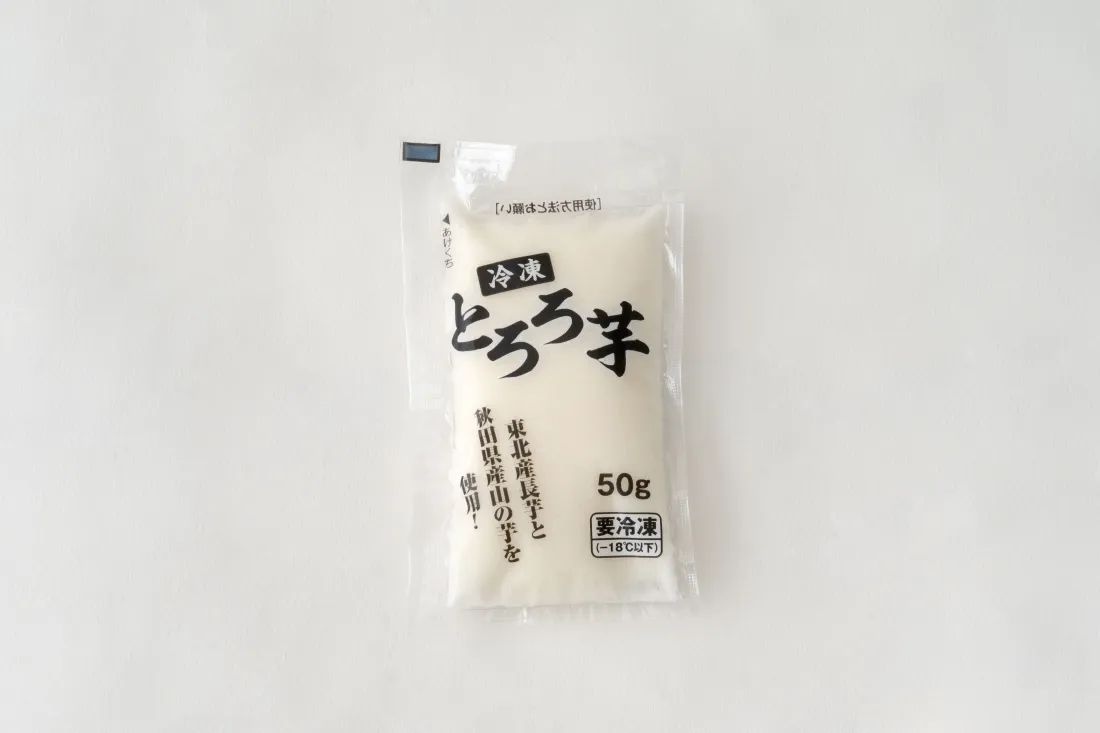 [使用方法とお願い]
あけくち
冷凍
とろろ芋
東北産長芋と
秋田県産山の芋を
使用！
50g
要冷凍
(−18℃以下)